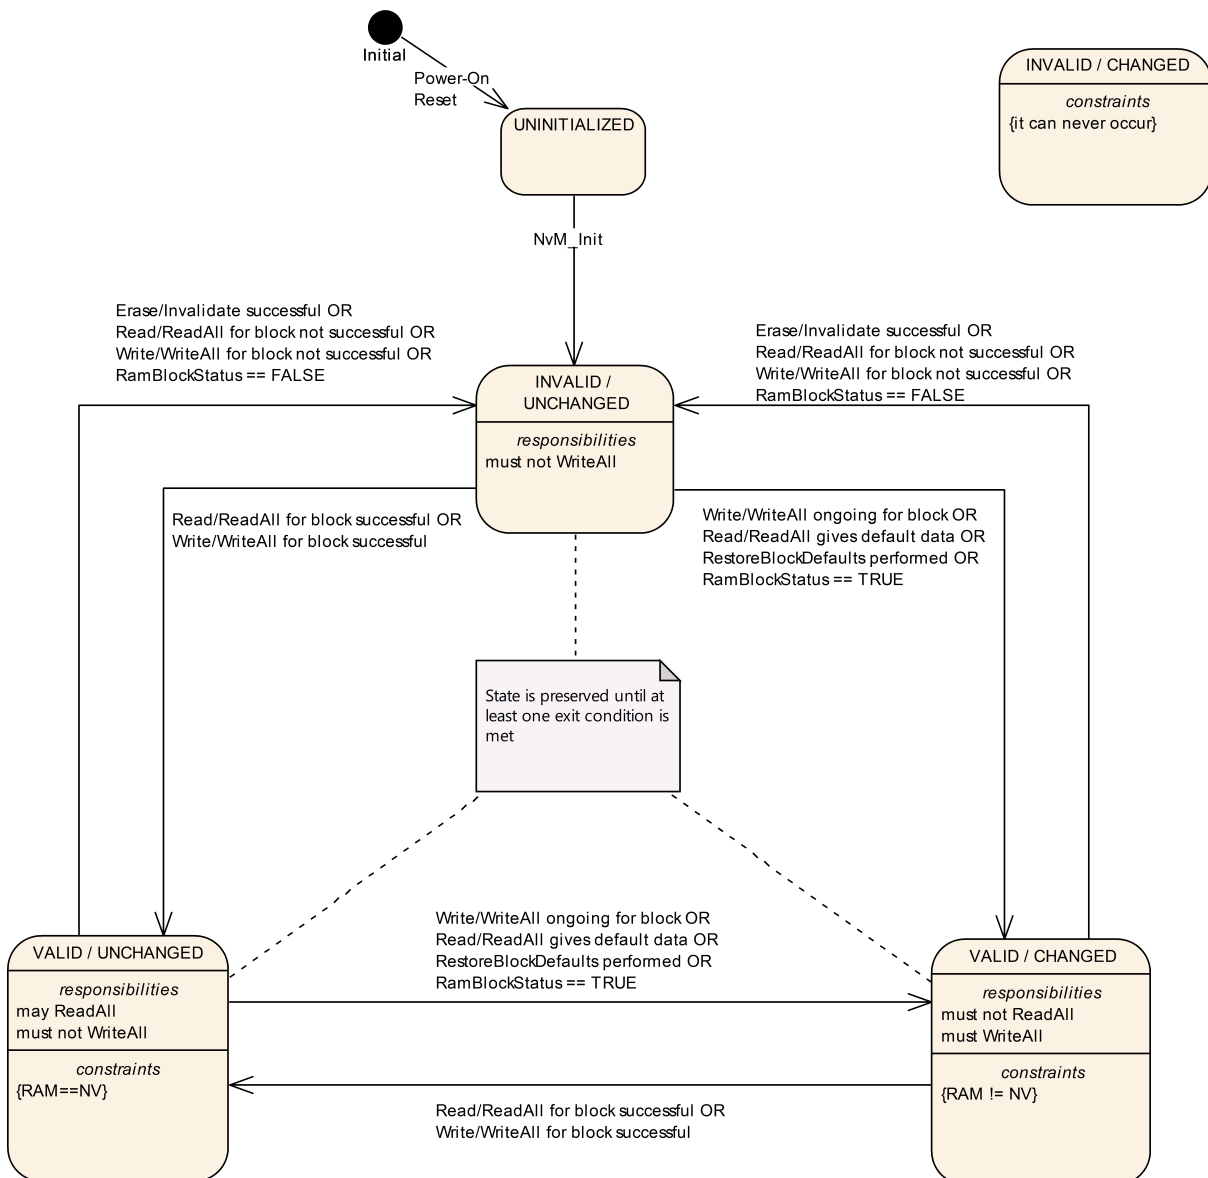 Initial
Power-On
Reset
UNINITIALIZED
INVALID / CHANGED
constraints
{it can never occur}
NvM_Init
Erase/Invalidate successful OR
Read/ReadAll for block not successful OR
Write/WriteAll for block not successful OR
RamBlockStatus == FALSE
Erase/Invalidate successful OR
Read/ReadAll for block not successful OR
Write/WriteAll for block not successful OR
RamBlockStatus == FALSE
INVALID /
UNCHANGED
responsibilities
must not WriteAll
Read/ReadAll for block successful OR
Write/WriteAll for block successful
Write/WriteAll ongoing for block OR
Read/ReadAll gives default data OR
RestoreBlockDefaults performed OR
RamBlockStatus == TRUE
State is preserved until at
least one exit condition is
met
Write/WriteAll ongoing for block OR
Read/ReadAll gives default data OR
RestoreBlockDefaults performed OR
RamBlockStatus == TRUE
VALID / UNCHANGED
responsibilities
may ReadAll
must not WriteAll
constraints
{RAM==NV}
VALID / CHANGED
responsibilities
must not ReadAll
must WriteAll
constraints
{RAM != NV}
Read/ReadAll for block successful OR
Write/WriteAll for block successful